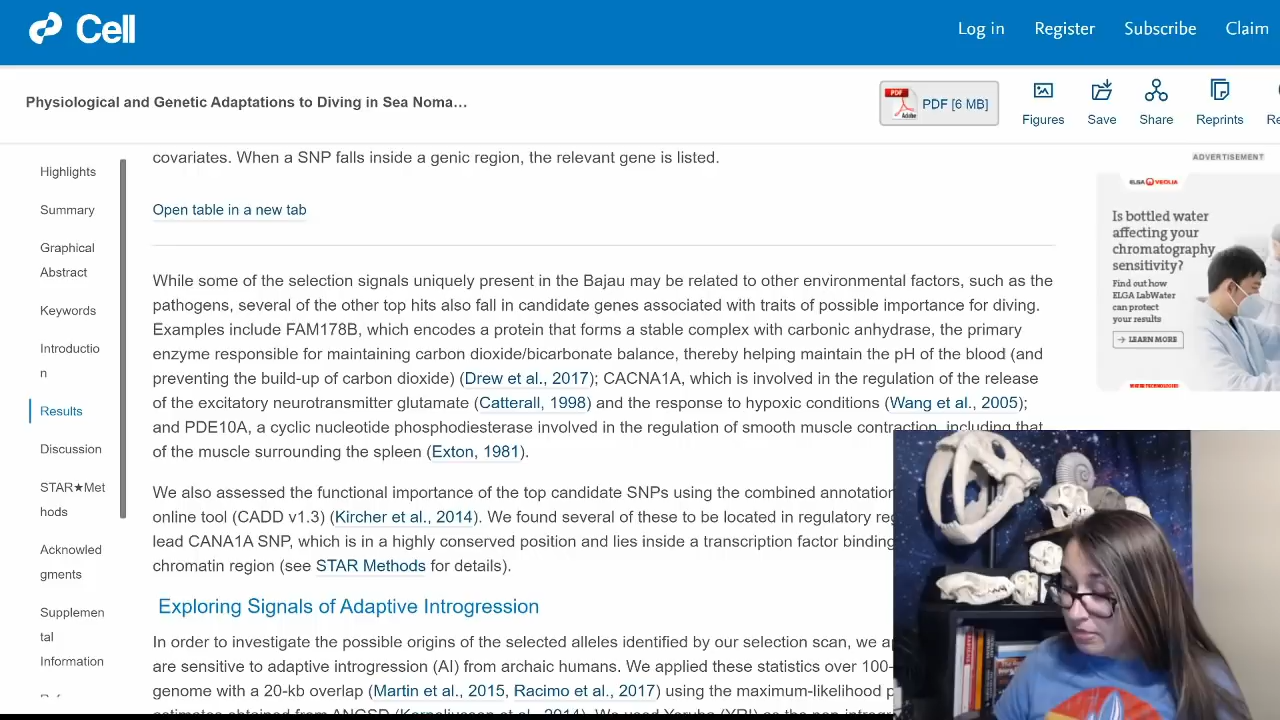 Cell
Log in Register Subscribe Claim
Physiological and Genetic Adaptations to Diving in Sea Noma...
PDF
Adobe
PDF [6 MB]
Figures Save Share Reprints Re
Highlights
Summary
Graphical
Abstract
Keywords
Introductio
n
Results
Discussion
STAR★Met
hods
Acknowled
gments
Supplemen
tal
Information
covariates. When a SNP falls inside a genic region, the relevant gene is listed.
Open table in a new tab
While some of the selection signals uniquely present in the Bajau may be related to other environmental factors, such as the
pathogens, several of the other top hits also fall in candidate genes associated with traits of possible importance for diving.
Examples include FAM178B, which encodes a protein that forms a stable complex with carbonic anhydrase, the primary
enzyme responsible for maintaining carbon dioxide/bicarbonate balance, thereby helping maintain the pH of the blood (and
preventing the build-up of carbon dioxide) (Drew et al., 2017); CACNA1A, which is involved in the regulation of the release
of the excitatory neurotransmitter glutamate (Catterall, 1998) and the response to hypoxic conditions (Wang et al., 2005);
and PDE10A, a cyclic nucleotide phosphodiesterase involved in the regulation of smooth muscle contraction, including that
of the muscle surrounding the spleen (Exton, 1981).
We also assessed the functional importance of the top candidate SNPs using the combined annotation
online tool (CADD v1.3) (Kircher et al., 2014). We found several of these to be located in regulatory reg
lead CANA1A SNP, which is in a highly conserved position and lies inside a transcription factor binding
chromatin region (see STAR Methods for details).
Exploring Signals of Adaptive Introgression
In order to investigate the possible origins of the selected alleles identified by our selection scan, we a
are sensitive to adaptive introgression (AI) from archaic humans. We applied these statistics over 100-
genome with a 20-kb overlap (Martin et al., 2015, Racimo et al., 2017) using the maximum-likelihood p
ADVERTISEMENT
ELGA VEOLIA
Is bottled water
affecting your
chromatography
sensitivity?
Find out how
ELGA LabWater
can protect
your results
→ LEARN MORE